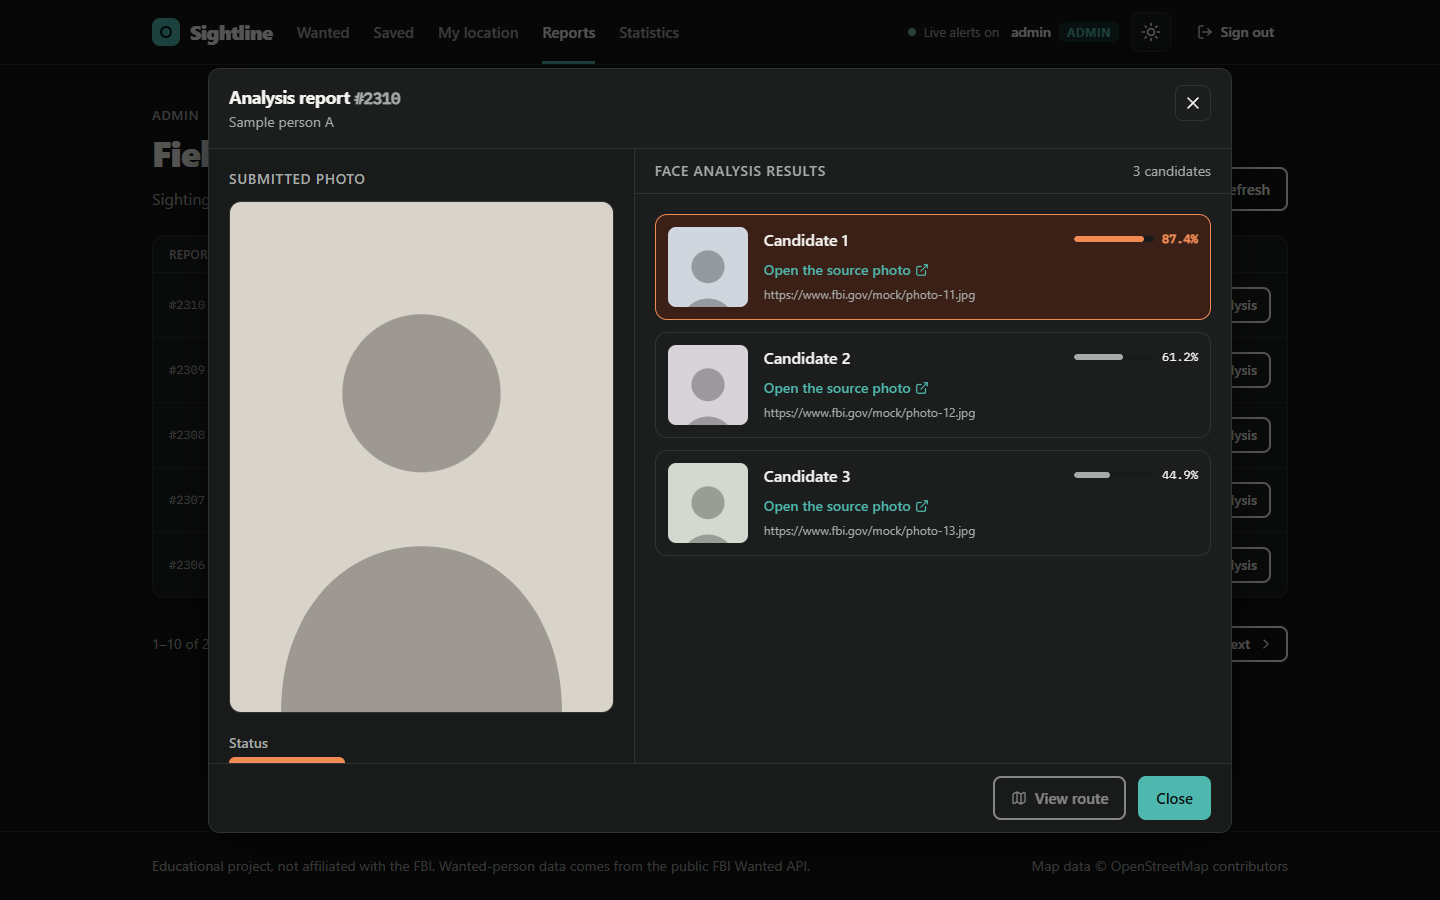 Sightline
Wanted
Saved
My location
Reports
Statistics
Live alerts on
admin
ADMIN
Sign out
ADMIN
Analysis report #2310
Sample person A
SUBMITTED PHOTO
Status
FACE ANALYSIS RESULTS
3 candidates
Candidate 1
87.4%
Open the source photo
https://www.fbi.gov/mock/photo-11.jpg
Candidate 2
61.2%
Open the source photo
https://www.fbi.gov/mock/photo-12.jpg
Candidate 3
44.9%
Open the source photo
https://www.fbi.gov/mock/photo-13.jpg
View route
Close
#2310
#2309
#2308
#2307
#2306
1–10 of
Educational project, not affiliated with the FBI. Wanted-person data comes from the public FBI Wanted API.
Map data © OpenStreetMap contributors